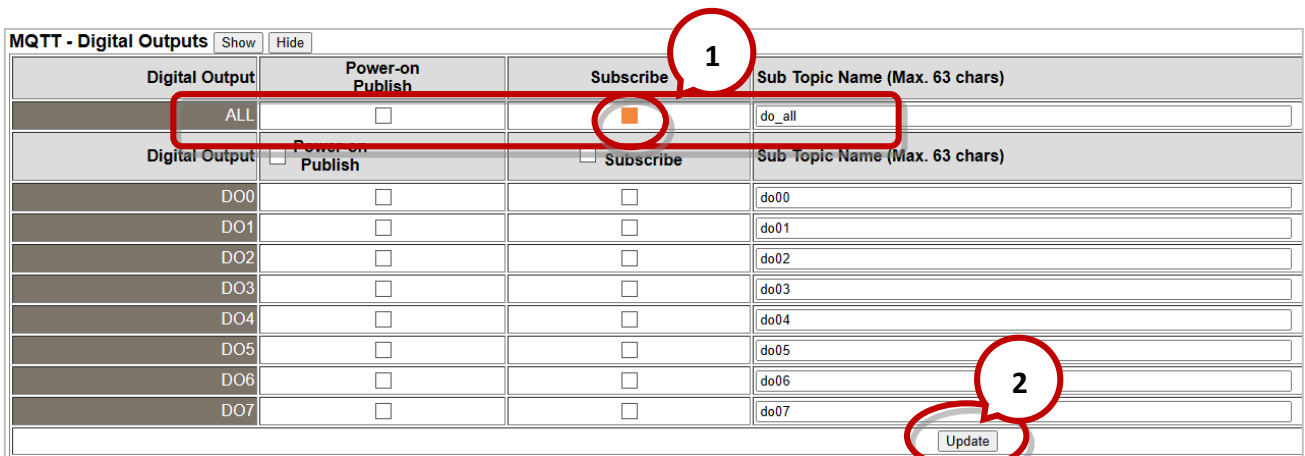 MQTT - Digital Outputs Show Hide
1
Digital Output Power-on Publish Subscribe Sub Topic Name (Max. 63 chars)
ALL do_all
Digital Output Power-on Publish Subscribe Sub Topic Name (Max. 63 chars)
DO0 do00
DO1 do01
DO2 do02
DO3 do03
DO4 do04
DO5 do05
DO6 do06
2
DO7 do07
Update